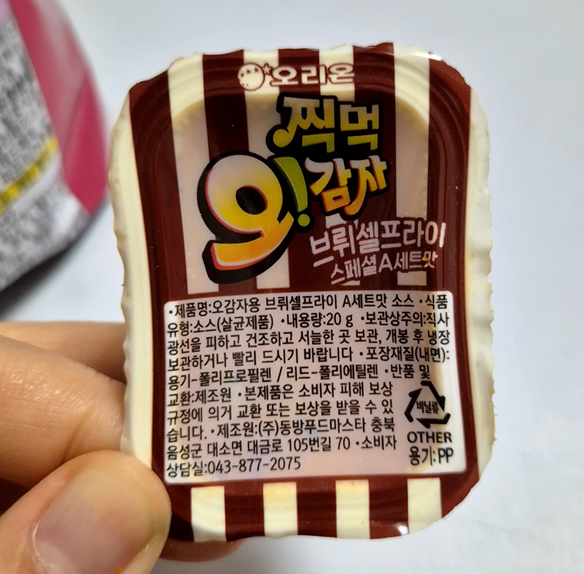 오리온
찍먹
오!감자
브뤼셀프라이
스페셜A세트맛
•제품명:오감자용 브뤼셀프라이 A세트맛 소스 •식품
유형:소스(살균제품) •내용량:20 g •보관상주의:직사
광선을 피하고 건조하고 서늘한 곳 보관, 개봉 후 냉장
보관하거나 빨리 드시기 바랍니다 •포장재질(내면):
용기-폴리프로필렌 / 리드-폴리에틸렌 •반품 및
교환:제조원 •본제품은 소비자 피해 보상
규정에 의거 교환 또는 보상을 받을 수 있
습니다. •제조원:(주)동방푸드마스타 충북
음성군 대소면 대금로 105번길 70 •소비자
상담실:043-877-2075
비닐류
OTHER
용기:PP